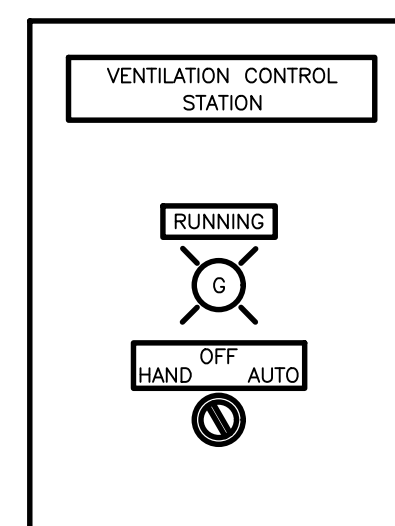 VENTILATION CONTROL
STATION
RUNNING
G
OFF
HAND AUTO